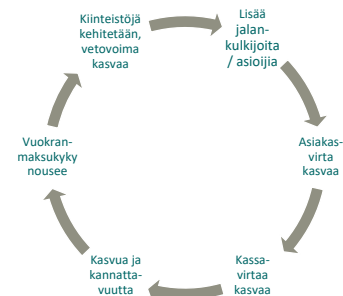 Kiinteistöjä
kehitetään,
vetovoima
kasvaa
Lisää
jalan-
kulkijoita
/ asioijia
Asiakas-
virta
kasvaa
Kassa-
virtaa
kasvaa
Kasvua ja
kannatta-
vuutta
Vuokran-
maksukyky
nousee